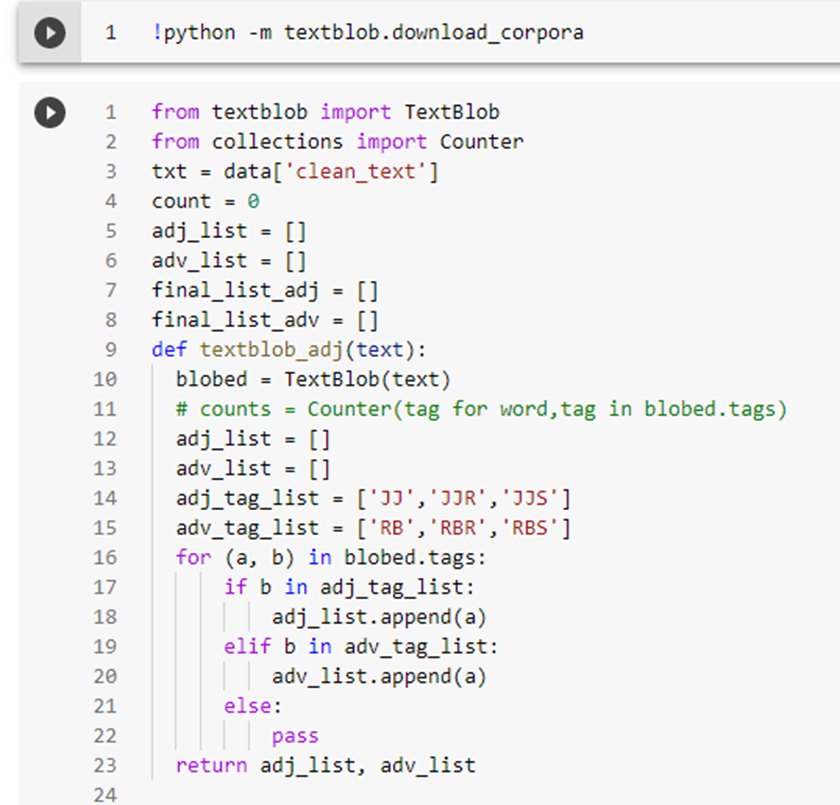 1 !python -m textblob.download_corpora
1 from textblob import TextBlob
2 from collections import Counter
3 txt = data['clean_text']
4 count = 0
5 adj_list = []
6 adv_list = []
7 final_list_adj = []
8 final_list_adv = []
9 def textblob_adj(text):
10 blobed = TextBlob(text)
11 # counts = Counter(tag for word,tag in blobed.tags)
12 adj_list = []
13 adv_list = []
14 adj_tag_list = ['JJ','JJR','JJS']
15 adv_tag_list = ['RB','RBR','RBS']
16 for (a, b) in blobed.tags:
17 if b in adj_tag_list:
18 adj_list.append(a)
19 elif b in adv_tag_list:
20 adv_list.append(a)
21 else:
22 pass
23 return adj_list, adv_list
24